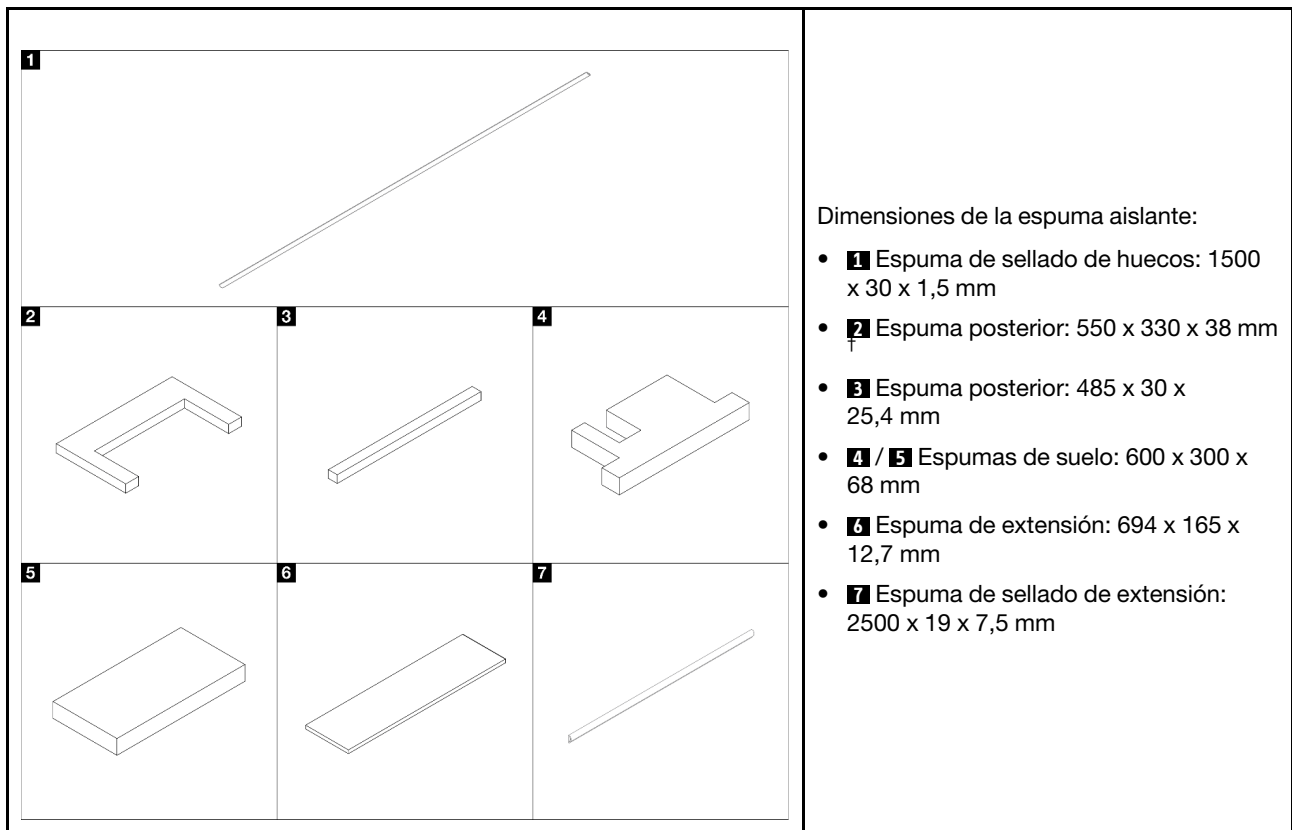 1
2
3
4
5
6
7
Dimensiones de la espuma aislante:
• 1 Espuma de sellado de huecos: 1500
x 30 x 1,5 mm
• 2 Espuma posterior: 550 x 330 x 38 mm
†
• 3 Espuma posterior: 485 x 30 x
25,4 mm
• 4 / 5 Espumas de suelo: 600 x 300 x
68 mm
• 6 Espuma de extensión: 694 x 165 x
12,7 mm
• 7 Espuma de sellado de extensión:
2500 x 19 x 7,5 mm